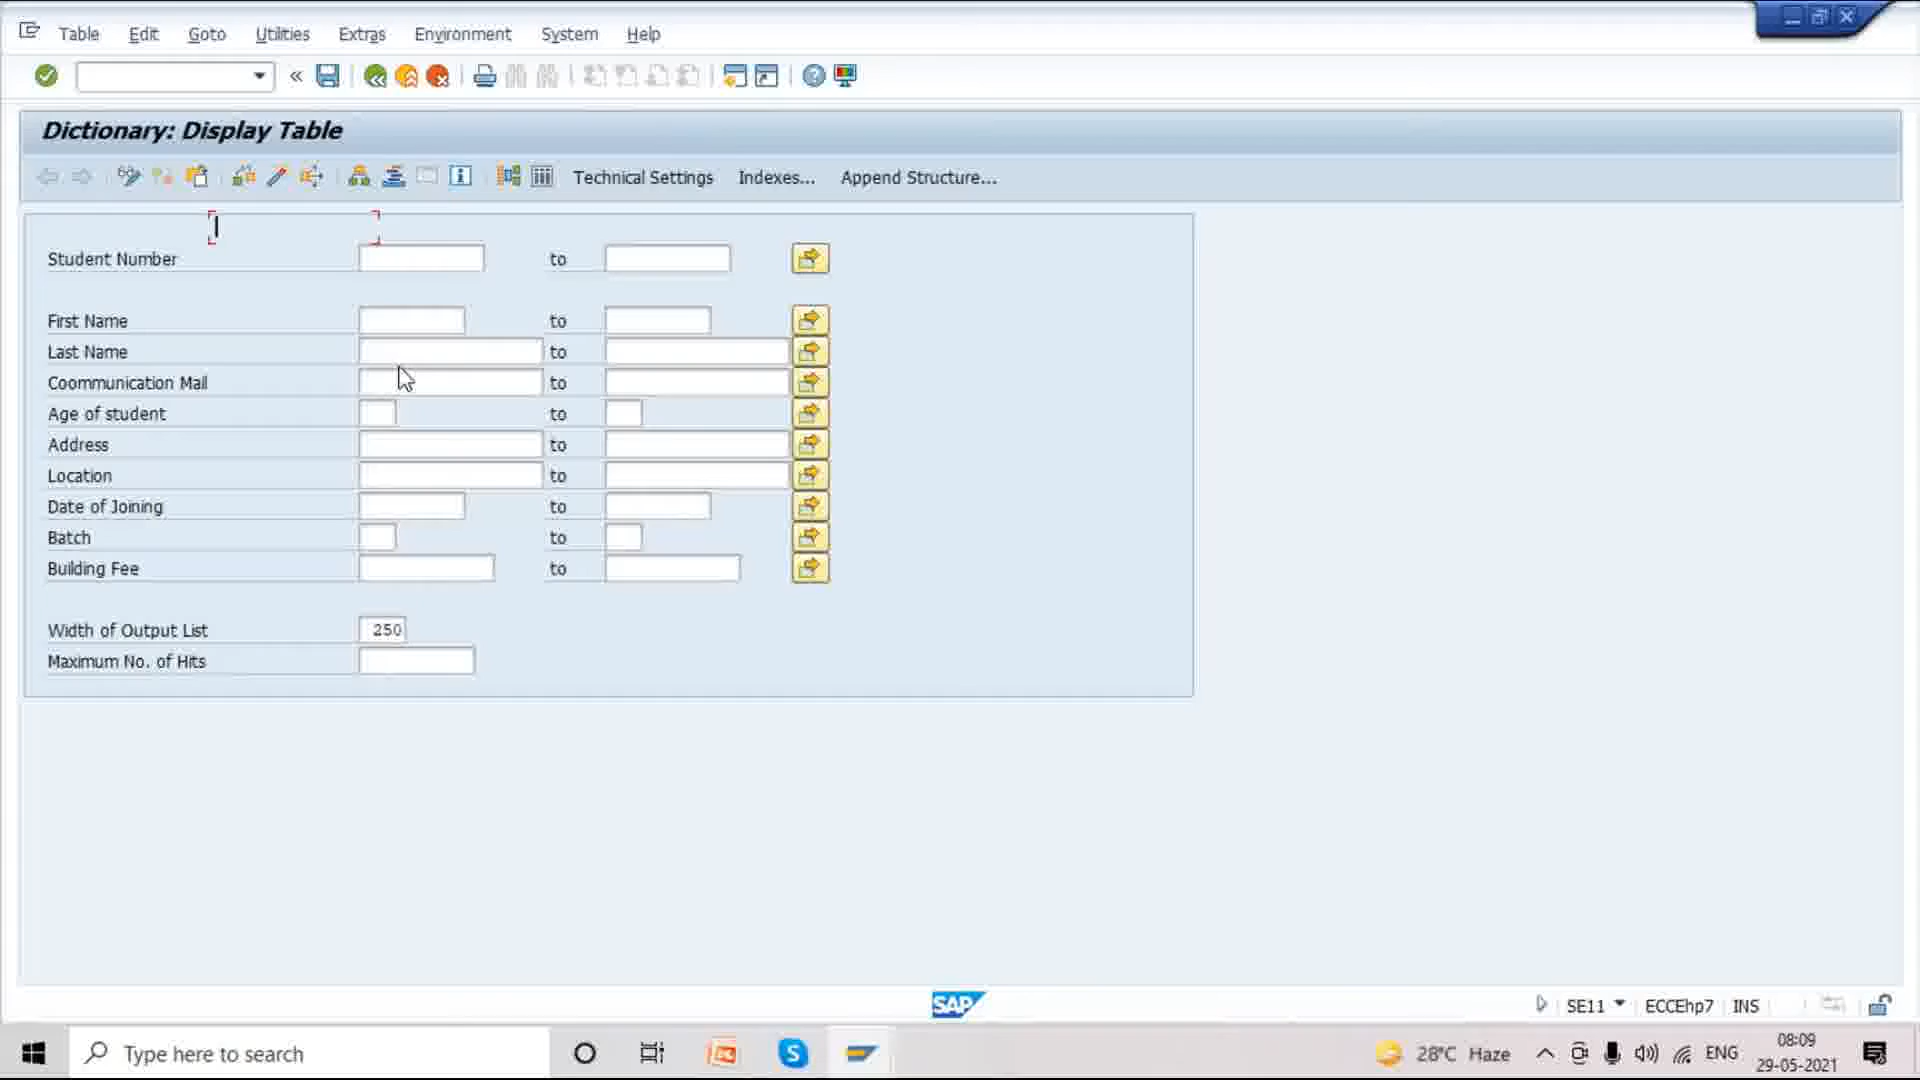 Table Edit Goto Utilities Extras Environment System Help
Dictionary: Display Table
Technical Settings Indexes... Append Structure...
Student Number to
First Name to
Last Name to
Coommunication Mail to
Age of student to
Address to
Location to
Date of Joining to
Batch to
Building Fee to
Width of Output List 250
Maximum No. of Hits
SAP
SE11 ECCEhp7 INS
Type here to search
28°C Haze
ENG
08:09
29-05-2021